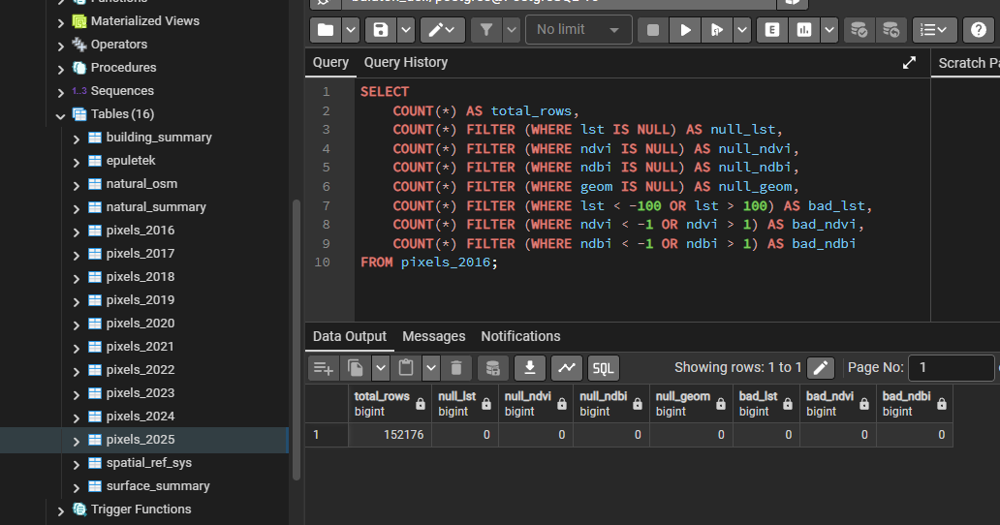 Materialized Views
Operators
Procedures
1..3 Sequences
Tables (16)
building_summary
epuletek
natural_osm
natural_summary
pixels_2016
pixels_2017
pixels_2018
pixels_2019
pixels_2020
pixels_2021
pixels_2022
pixels_2023
pixels_2024
pixels_2025
spatial_ref_sys
surface_summary
Trigger Functions
No limit
E
Query
Query History
Scratch Pa
1 SELECT
2 COUNT(*) AS total_rows,
3 COUNT(*) FILTER (WHERE lst IS NULL) AS null_lst,
4 COUNT(*) FILTER (WHERE ndvi IS NULL) AS null_ndvi,
5 COUNT(*) FILTER (WHERE ndbi IS NULL) AS null_ndbi,
6 COUNT(*) FILTER (WHERE geom IS NULL) AS null_geom,
7 COUNT(*) FILTER (WHERE lst < -100 OR lst > 100) AS bad_lst,
8 COUNT(*) FILTER (WHERE ndvi < -1 OR ndvi > 1) AS bad_ndvi,
9 COUNT(*) FILTER (WHERE ndbi < -1 OR ndbi > 1) AS bad_ndbi
10 FROM pixels_2016;
Data Output Messages Notifications
SQL
Showing rows: 1 to 1
Page No: 1
total_rows null_lst null_ndvi null_ndbi null_geom bad_lst bad_ndvi bad_ndbi
bigint bigint bigint bigint bigint bigint bigint bigint
1 152176 0 0 0 0 0 0 0